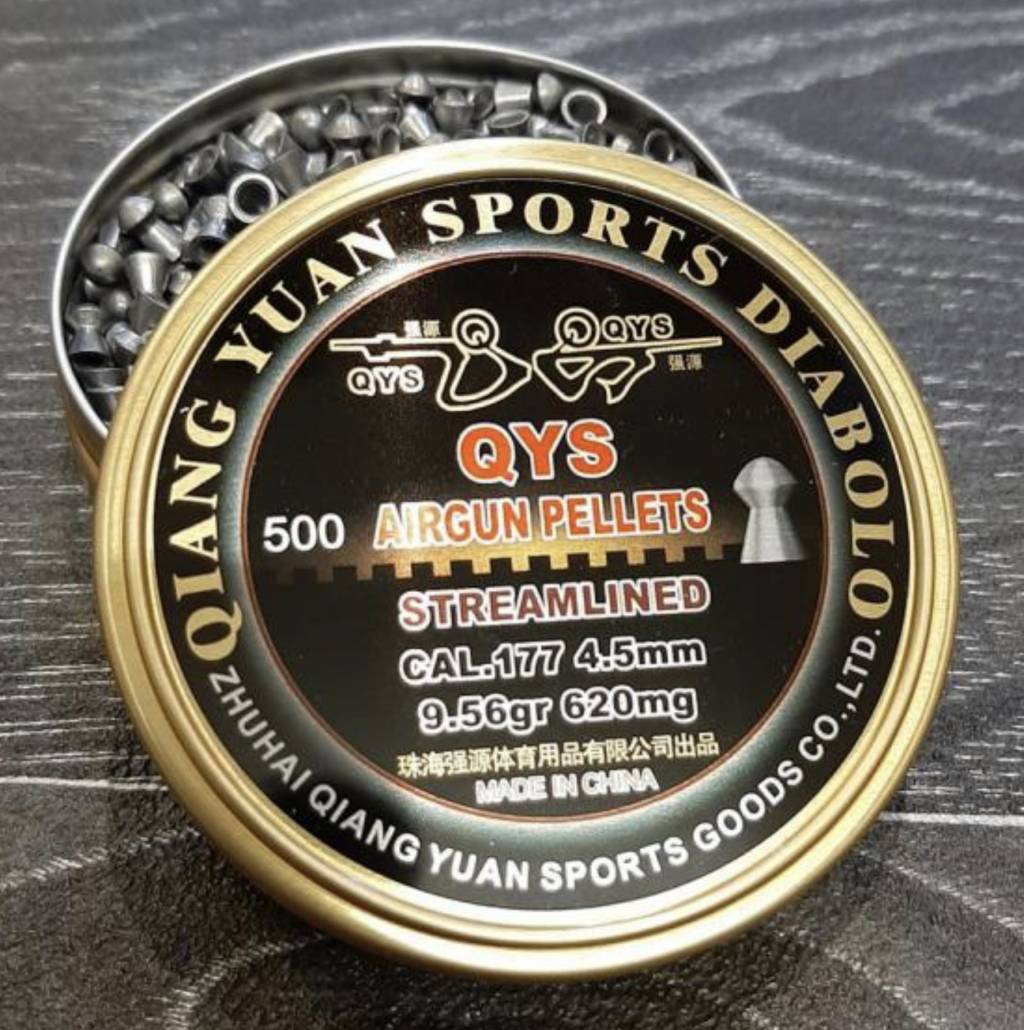 QIANG YUAN SPORTS DIABOLO
強源
QYS
QYS
强源
QYS
500 AIRGUN PELLETS
STREAMLINED
CAL.177 4.5mm
9.56gr 620mg
珠海强源体育用品有限公司出品
MADE IN CHINA
ZHUHAI QIANG YUAN SPORTS GOODS CO.,LTD.